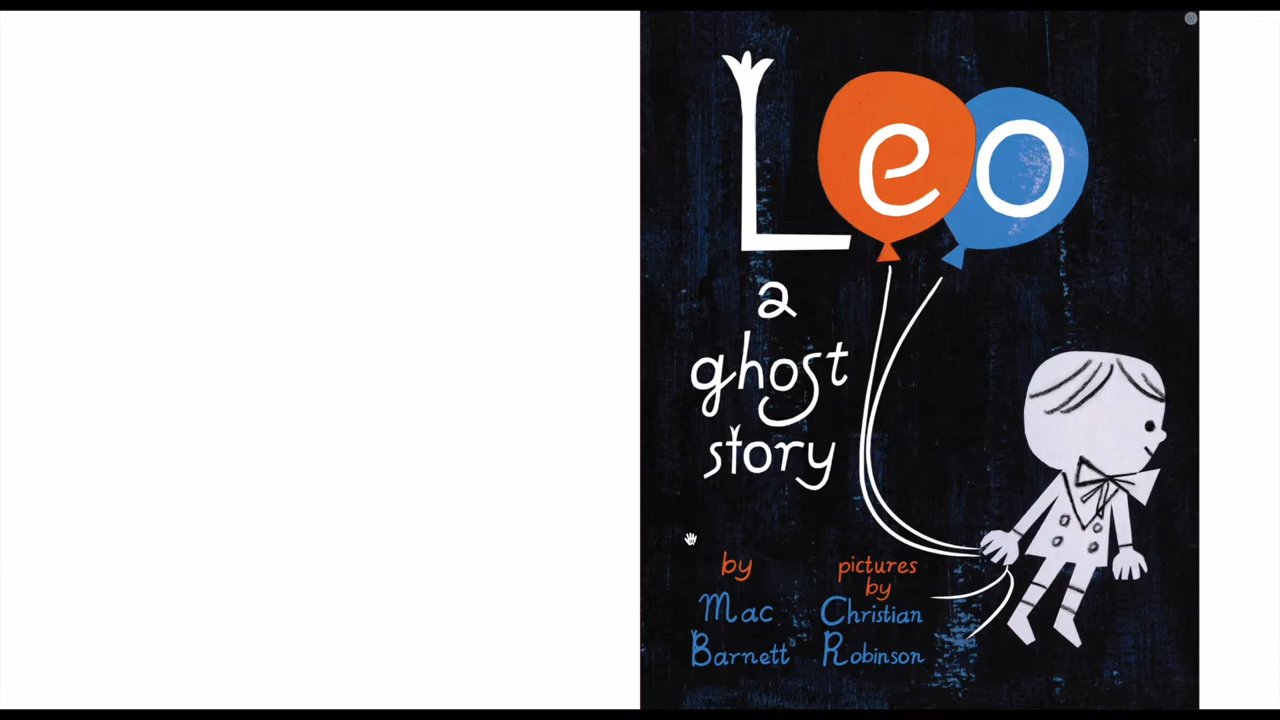 Leo
a
ghost
story
by
Mac
Barnett
pictures
by
Christian
Robinson